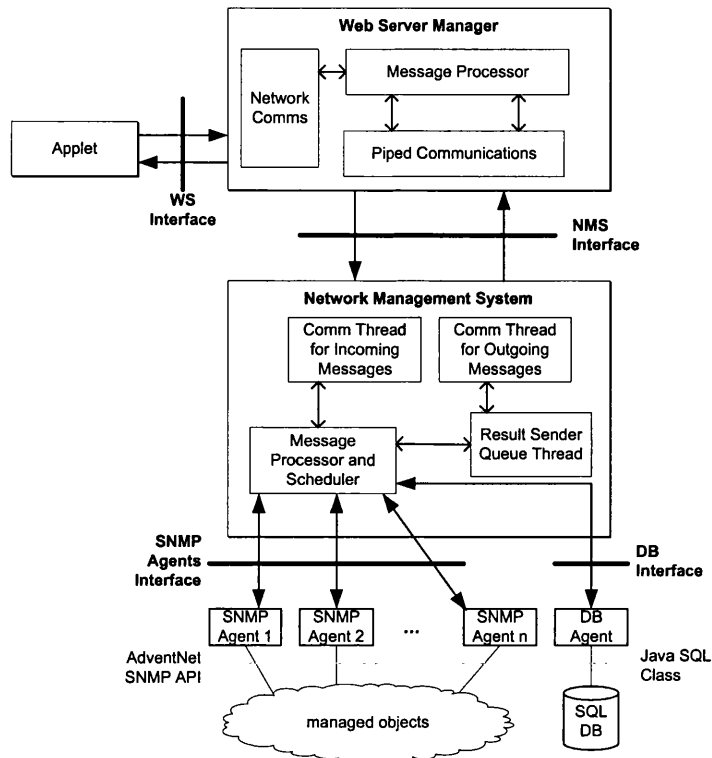 Web Server Manager
Network
Comms
Message Processor
Piped Communications
Applet
WS
Interface
NMS
Interface
Network Management System
Comm Thread
for Incoming
Messages
Comm Thread
for Outgoing
Messages
Message
Processor and
Scheduler
Result Sender
Queue Thread
SNMP
Agents
Interface
DB
Interface
SNMP
Agent 1
SNMP
Agent 2
...
SNMP
Agent n
DB
Agent
AdventNet
SNMP API
Java SQL
Class
managed objects
SQL
DB